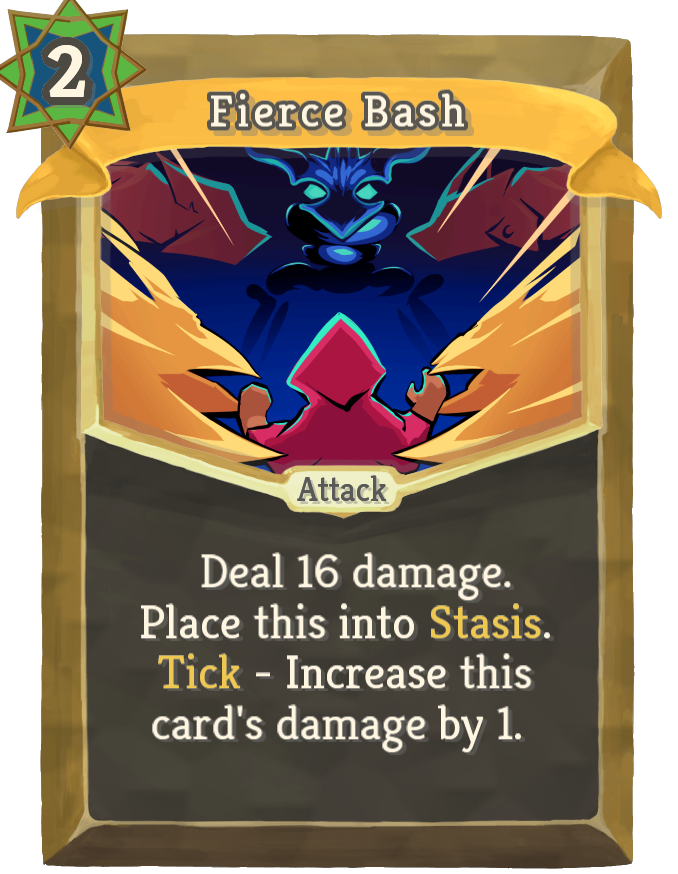 2
Fierce Bash
Attack
Deal 16 damage.
Place this into Stasis.
Tick - Increase this
card's damage by 1.